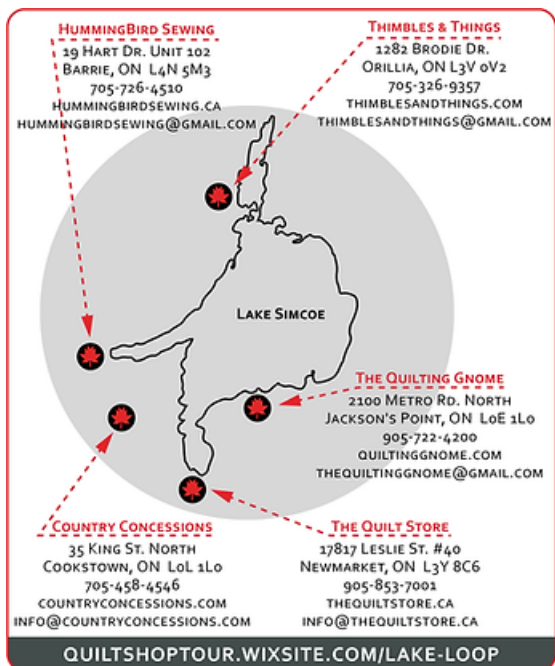 HummingBird Sewing
19 Hart Dr. Unit 102
Barrie, ON L4N 5M3
705-726-4510
hummingbirdsewing.ca
hummingbirdsewing@gmail.com
Thimbles & Things
1282 Brodie Dr.
Orillia, ON L3V 0V2
705-326-9357
thimblesandthings.com
thimblesandthings@gmail.com
Lake Simcoe
The Quilting Gnome
2100 Metro Rd. North
Jackson's Point, ON L0E 1L0
905-722-4200
quiltinggnome.com
thequiltinggnome@gmail.com
Country Concessions
35 King St. North
Cookstown, ON L0L 1L0
705-458-4546
countryconcessions.com
info@countryconcessions.com
The Quilt Store
17817 Leslie St. #40
Newmarket, ON L3Y 8C6
905-853-7001
thequiltstore.ca
info@thequiltstore.ca
quiltshoptour.wixsite.com/lake-loop